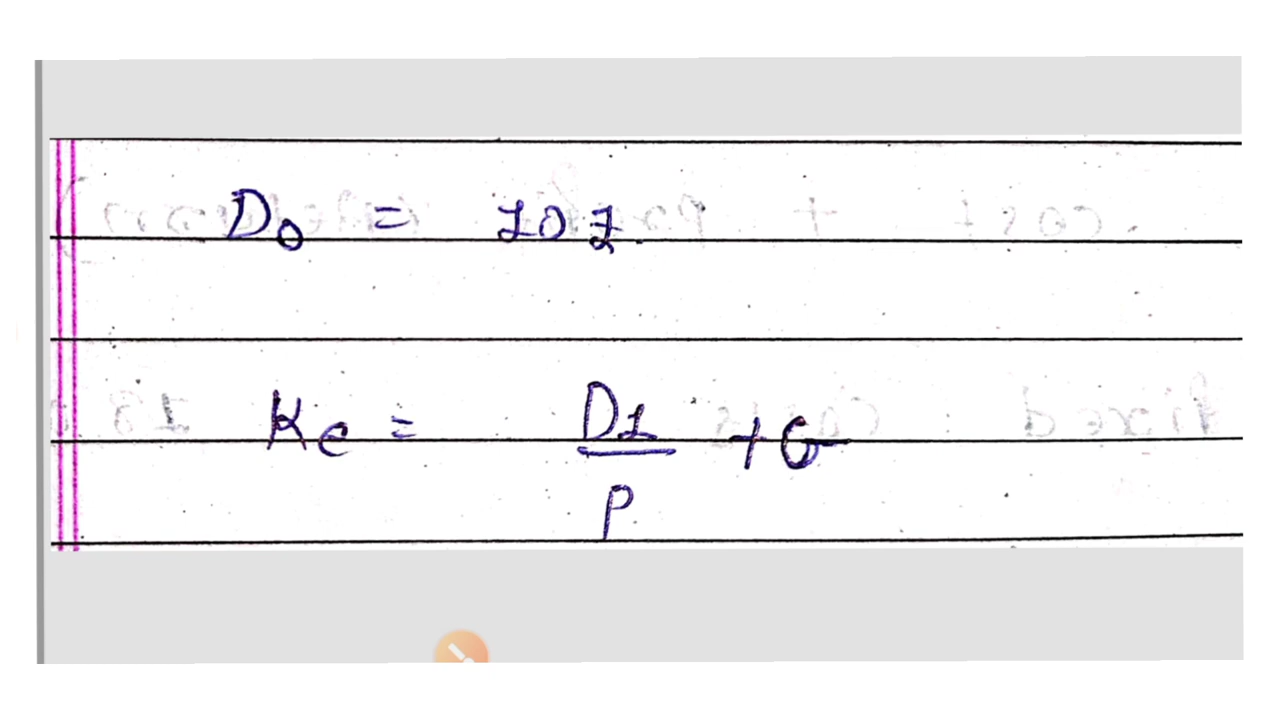 D₀ = 10 %
Ke = D1 / P + G